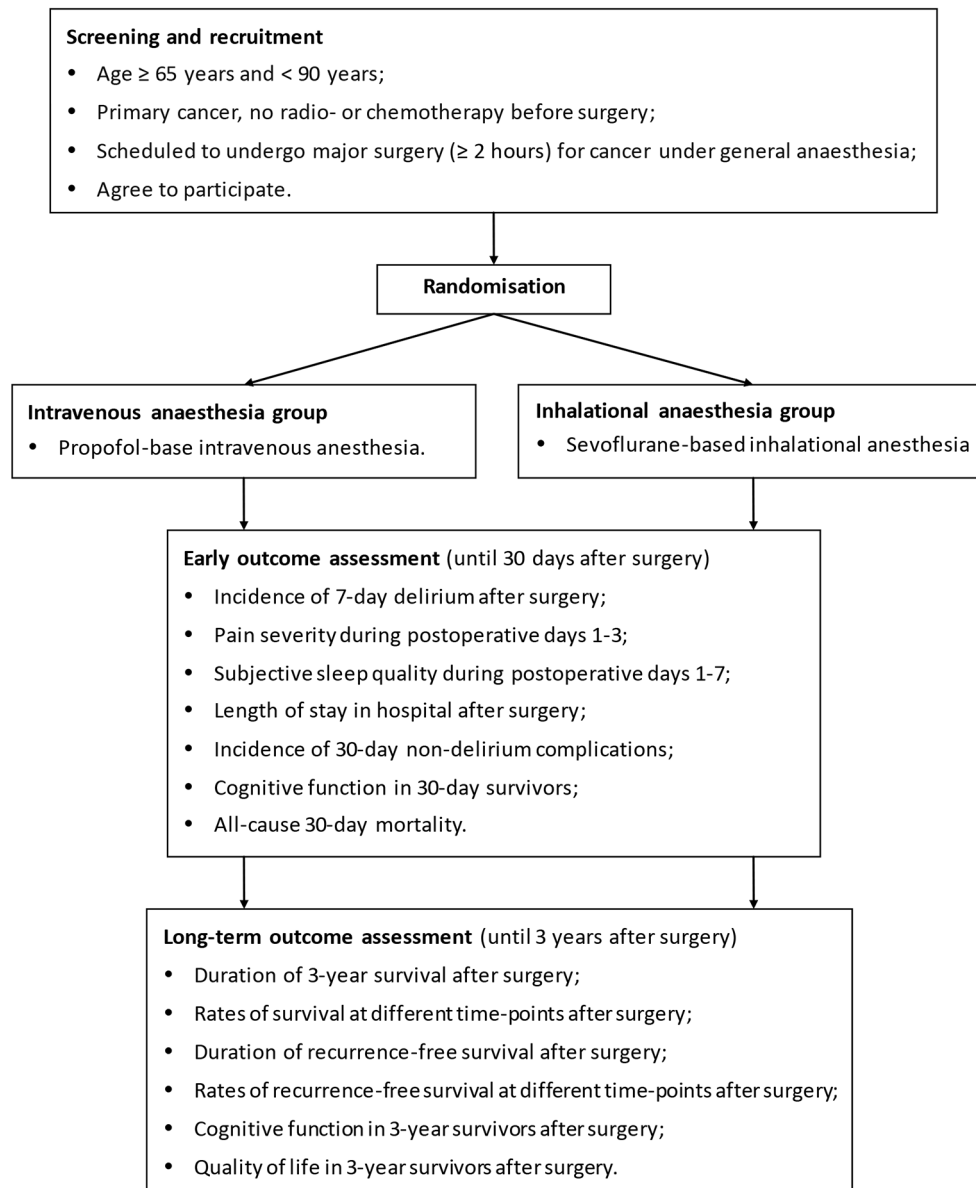 Screening and recruitment
• Age ≥ 65 years and < 90 years;
• Primary cancer, no radio- or chemotherapy before surgery;
• Scheduled to undergo major surgery (≥ 2 hours) for cancer under general anaesthesia;
• Agree to participate.
Randomisation
Intravenous anaesthesia group
• Propofol-base intravenous anesthesia.
Inhalational anaesthesia group
• Sevoflurane-based inhalational anesthesia
Early outcome assessment (until 30 days after surgery)
• Incidence of 7-day delirium after surgery;
• Pain severity during postoperative days 1-3;
• Subjective sleep quality during postoperative days 1-7;
• Length of stay in hospital after surgery;
• Incidence of 30-day non-delirium complications;
• Cognitive function in 30-day survivors;
• All-cause 30-day mortality.
Long-term outcome assessment (until 3 years after surgery)
• Duration of 3-year survival after surgery;
• Rates of survival at different time-points after surgery;
• Duration of recurrence-free survival after surgery;
• Rates of recurrence-free survival at different time-points after surgery;
• Cognitive function in 3-year survivors after surgery;
• Quality of life in 3-year survivors after surgery.